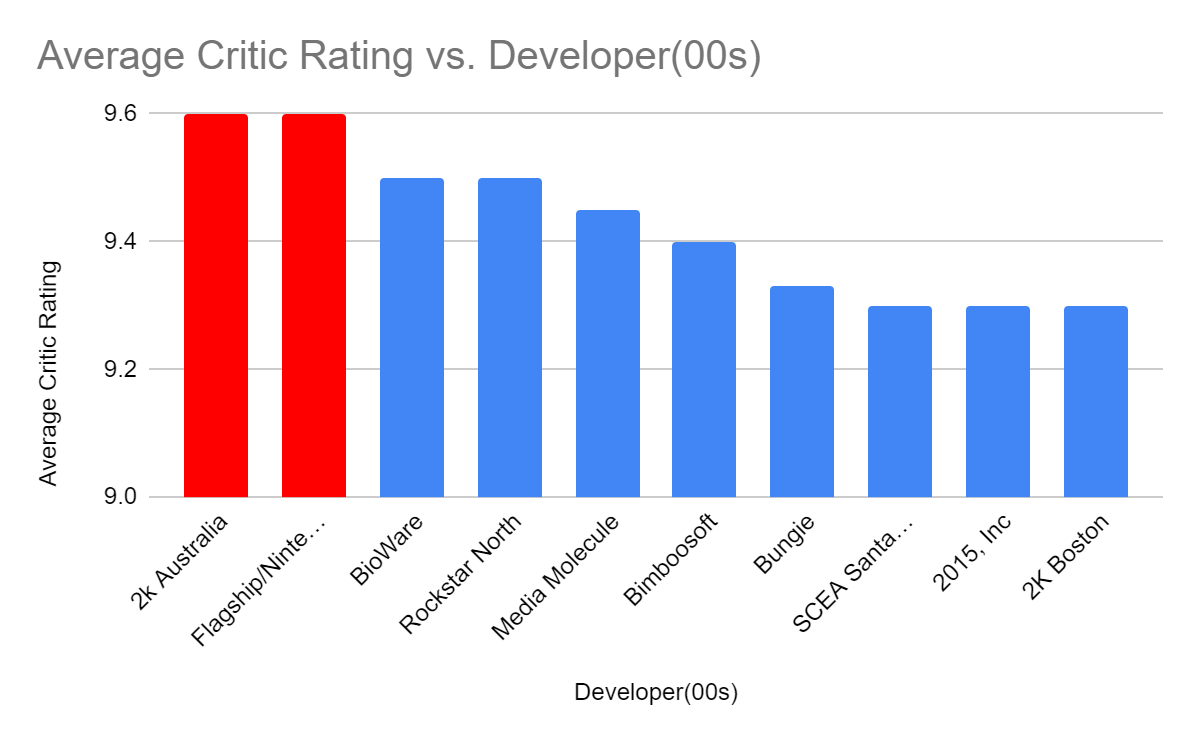 Average Critic Rating vs. Developer(00s)
9.6
9.4
9.2
9.0
Average Critic Rating
2k Australia
Flagship/Ninte...
BioWare
Rockstar North
Media Molecule
Bimboosoft
Bungie
SCEA Santa...
2015, Inc
2K Boston
Developer(00s)